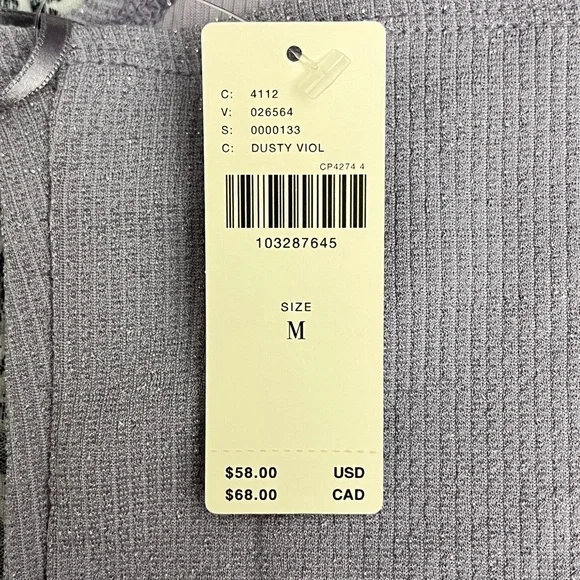 C: 4112
V: 026564
S: 0000133
C: DUSTY VIOL
CP4274 4
103287645
SIZE
M
$58.00 USD
$68.00 CAD